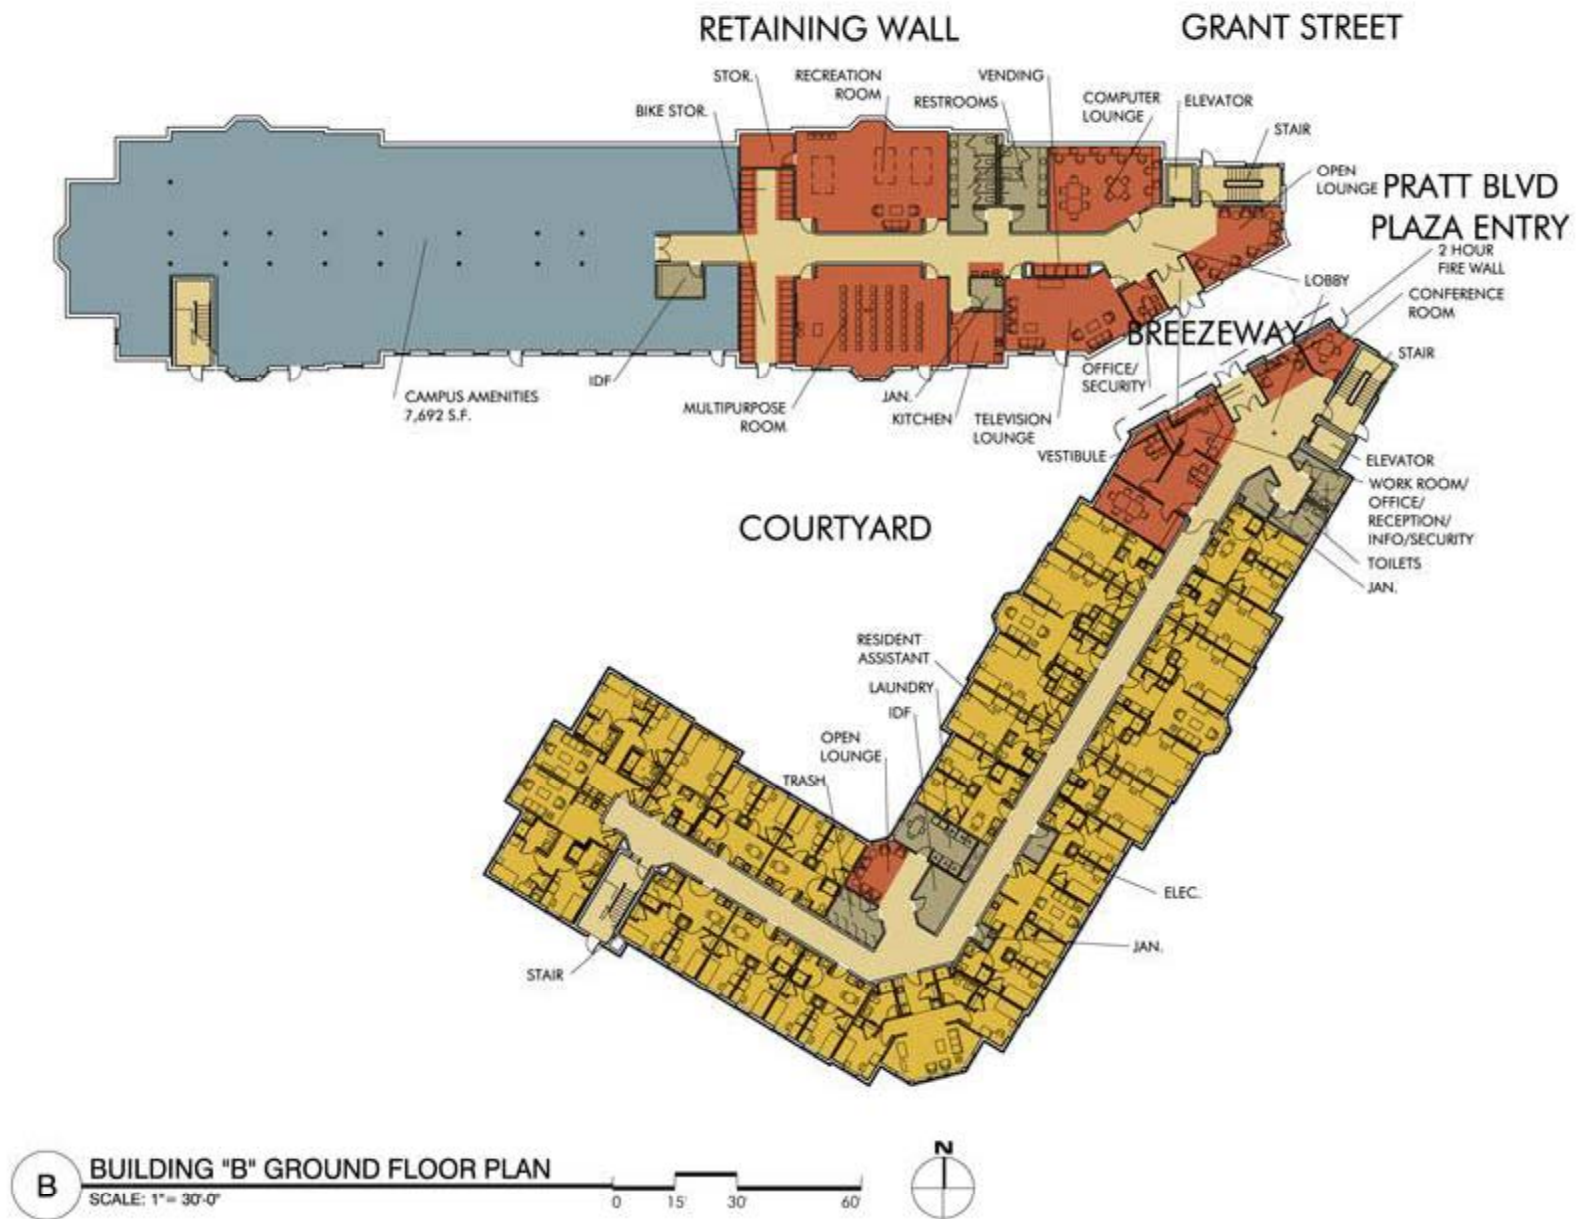 RETAINING WALL
GRANT STREET
STOR.
RECREATION
ROOM
VENDING
BIKE STOR.
RESTROOMS
COMPUTER
LOUNGE
ELEVATOR
STAIR
OPEN
LOUNGE
PRATT BLVD
PLAZA ENTRY
2 HOUR
FIRE WALL
LOBBY
CONFERENCE
ROOM
BREEZEWAY
STAIR
IDF
CAMPUS AMENITIES
7,692 S.F.
MULTIPURPOSE
ROOM
JAN.
KITCHEN
TELEVISION
LOUNGE
OFFICE/
SECURITY
VESTIBULE
ELEVATOR
WORK ROOM/
OFFICE/
RECEPTION/
INFO/SECURITY
TOILETS
JAN.
COURTYARD
RESIDENT
ASSISTANT
LAUNDRY
IDF
OPEN
LOUNGE
TRASH
ELEC.
JAN.
STAIR
B
BUILDING "B" GROUND FLOOR PLAN
SCALE: 1"= 30'-0"
0 15' 30' 60'
N